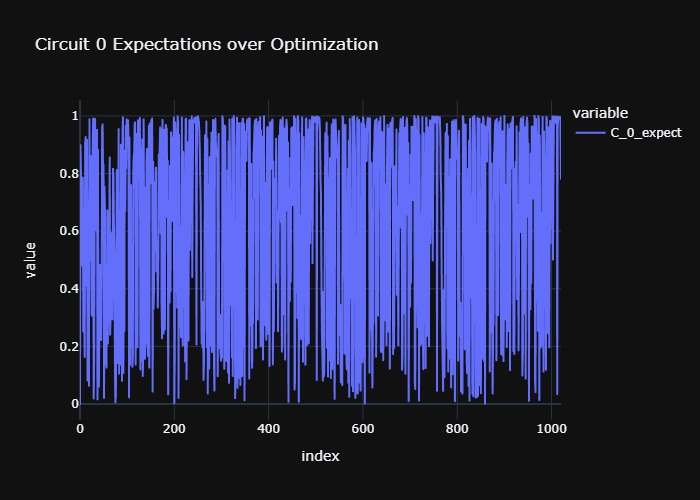 Circuit 0 Expectations over Optimization
variable
C_0_expect
value
1
0.8
0.6
0.4
0.2
0
0
200
400
600
800
1000
index